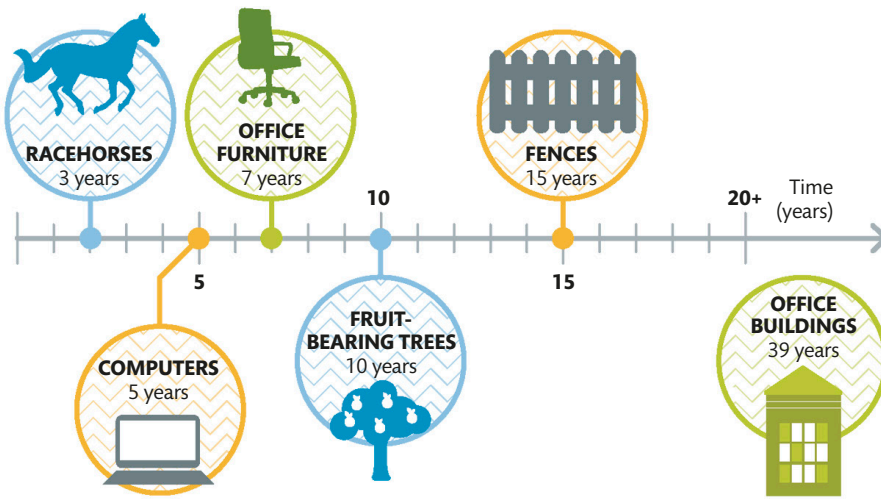 RACEHORSES
3 years
OFFICE
FURNITURE
7 years
FENCES
15 years
10
20+
Time
(years)
5
15
COMPUTERS
5 years
FRUIT-
BEARING TREES
10 years
OFFICE
BUILDINGS
39 years